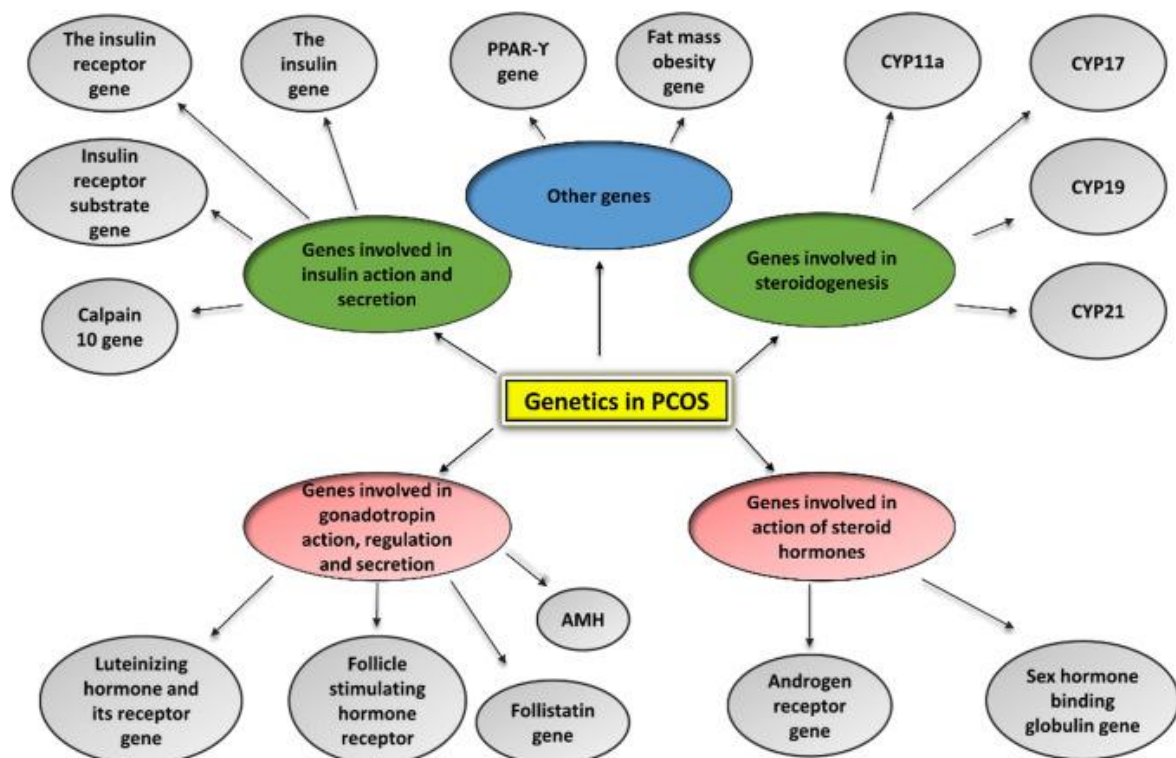 The insulin
receptor
gene
The
insulin
gene
PPAR-Y
gene
Fat mass
obesity
gene
CYP11a
CYP17
Insulin
receptor
substrate
gene
Other genes
CYP19
Genes involved in
insulin action and
secretion
Genes involved in
steroidogenesis
Calpain
10 gene
CYP21
Genetics in PCOS
Genes involved in
gonadotropin
action, regulation
and secretion
Genes involved in
action of steroid
hormones
AMH
Luteinizing
hormone and
its receptor
gene
Follicle
stimulating
hormone
receptor
Follistatin
gene
Androgen
receptor
gene
Sex hormone
binding
globulin gene